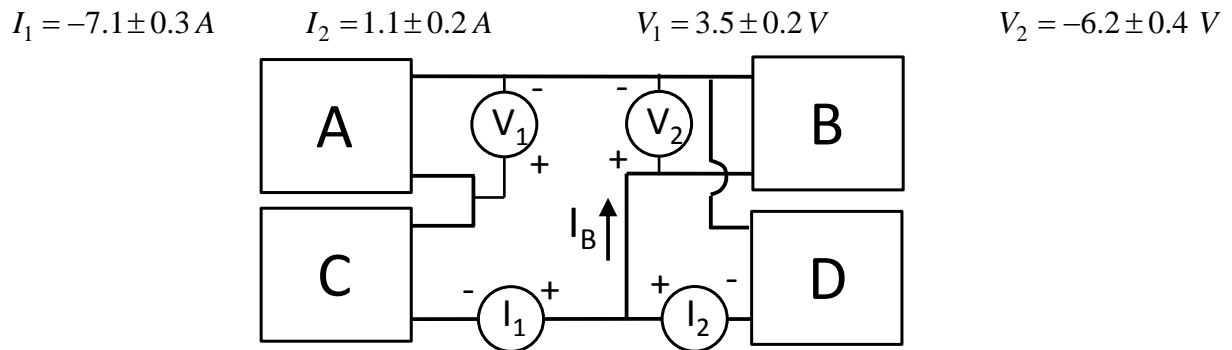 I₁ = −7.1 ± 0.3 A I₂ = 1.1 ± 0.2 A V₁ = 3.5 ± 0.2 V V₂ = −6.2 ± 0.4 V
A V₁ - + - V₂ + B
C - I₁ + I_B + I₂ - D